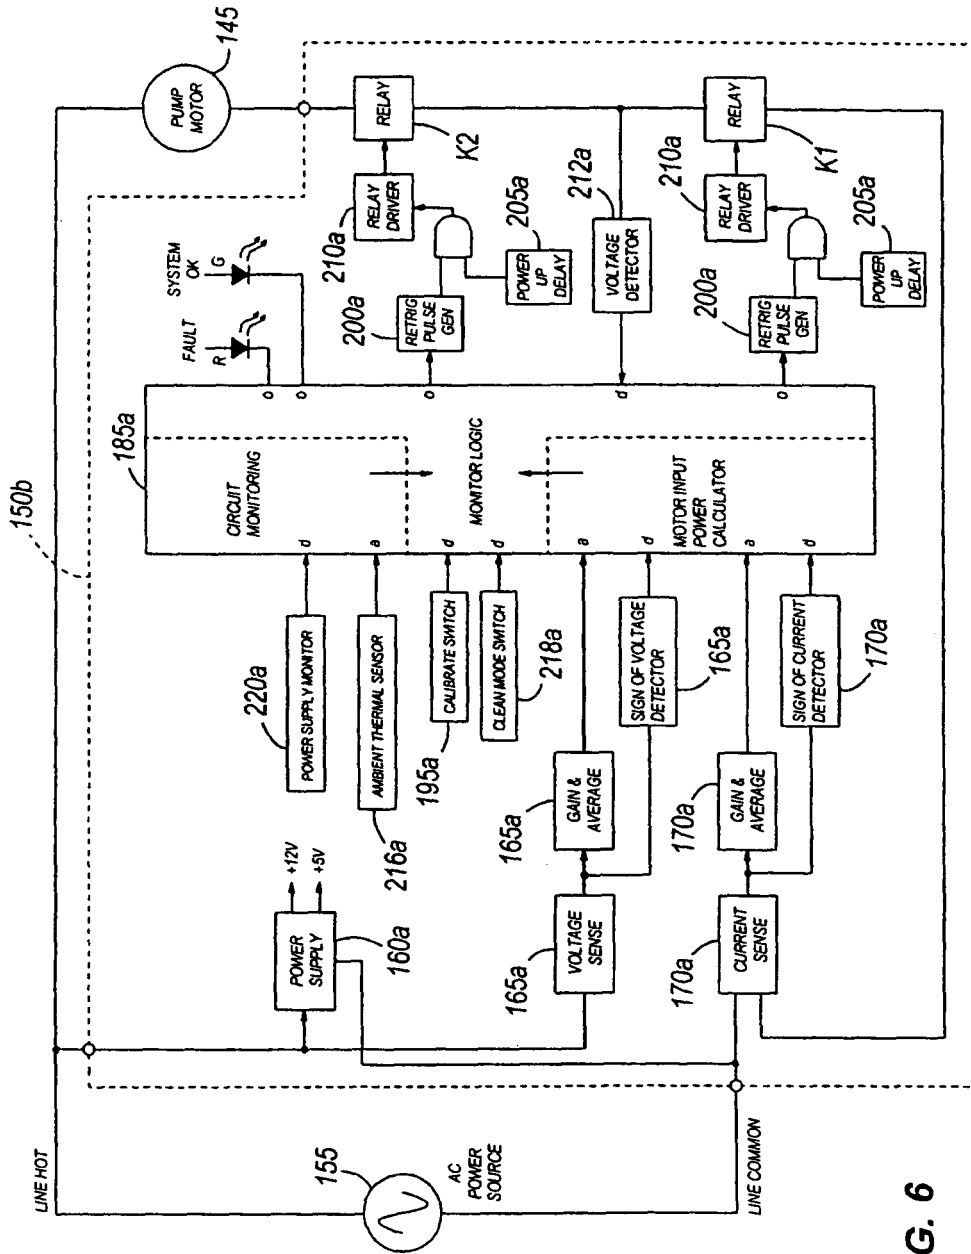 150b
185a
145
PUMP
MOTOR
SYSTEM
OK
G
FAULT
R
RELAY
K2
210a
RELAY
DRIVER
205a
200a
RETRIG
PULSE
GEN
POWER
UP
DELAY
212a
VOLTAGE
DETECTOR
RELAY
K1
210a
RELAY
DRIVER
205a
200a
RETRIG
PULSE
GEN
POWER
UP
DELAY
o
o
o
d
o
CIRCUIT
MONITORING
MONITOR LOGIC
MOTOR INPUT
POWER
CALCULATOR
d
a
d
d
a
d
a
d
220a
POWER SUPPLY MONITOR
AMBIENT THERMAL SENSOR
216a
195a
CALIBRATE SWITCH
CLEAN MODE SWITCH
218a
SIGN OF VOLTAGE
DETECTOR
165a
SIGN OF CURRENT
DETECTOR
170a
165a
GAIN &
AVERAGE
170a
GAIN &
AVERAGE
+12V
+5V
POWER
SUPPLY
160a
165a
VOLTAGE
SENSE
170a
CURRENT
SENSE
LINE HOT
155
AC
POWER
SOURCE
LINE COMMON
G. 6